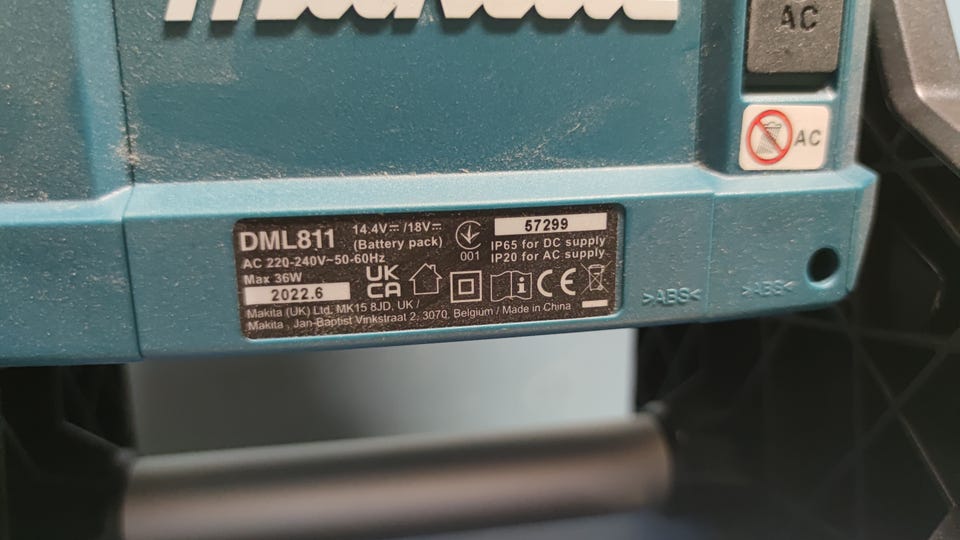 AC
AC
DML811
14.4V⎓/18V⎓
(Battery pack)
001
57299
IP65 for DC supply
IP20 for AC supply
AC 220-240V~50-60Hz
Max 36W
2022.6
UK
CA
CE
Makita (UK) Ltd. MK15 8JD, UK /
Makita , Jan-Baptist Vinkstraat 2, 3070, Belgium / Made in China
>ABS<
>ABS<